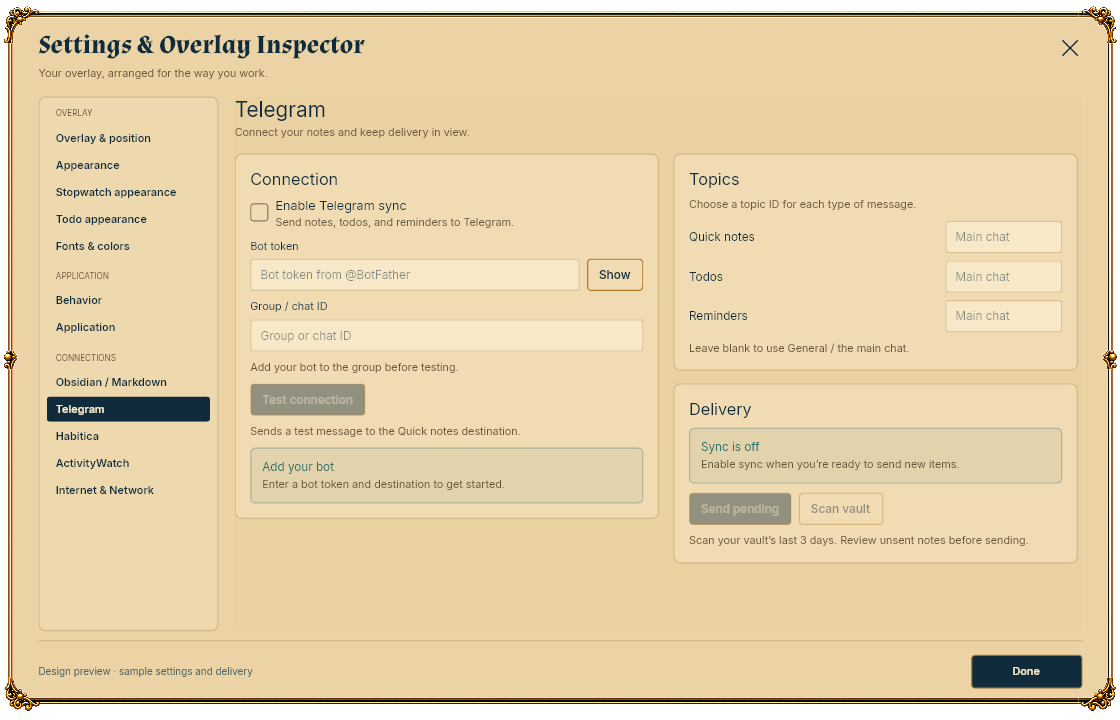 Settings & Overlay Inspector
Your overlay, arranged for the way you work.
OVERLAY
Overlay & position
Appearance
Stopwatch appearance
Todo appearance
Fonts & colors
APPLICATION
Behavior
Application
CONNECTIONS
Obsidian / Markdown
Telegram
Habitica
ActivityWatch
Internet & Network
Telegram
Connect your notes and keep delivery in view.
Connection
Enable Telegram sync
Send notes, todos, and reminders to Telegram.
Bot token
Bot token from @BotFather
Show
Group / chat ID
Group or chat ID
Add your bot to the group before testing.
Test connection
Sends a test message to the Quick notes destination.
Add your bot
Enter a bot token and destination to get started.
Topics
Choose a topic ID for each type of message.
Quick notes Main chat
Todos Main chat
Reminders Main chat
Leave blank to use General / the main chat.
Delivery
Sync is off
Enable sync when you’re ready to send new items.
Send pending Scan vault
Scan your vault’s last 3 days. Review unsent notes before sending.
Design preview · sample settings and delivery
Done